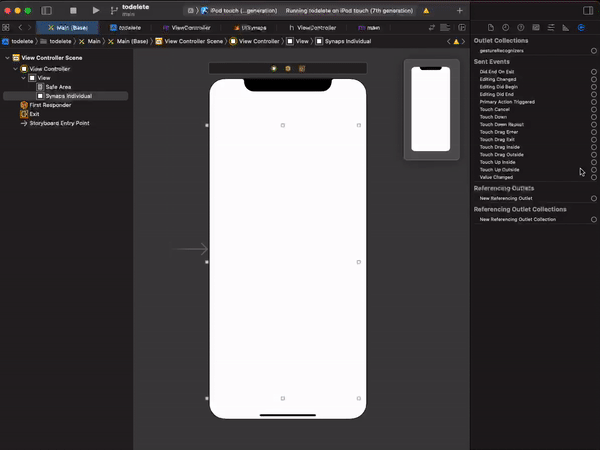 todelete
main
iPod touch (...generation)
Running todelete on iPod touch (7th generation)
Main (Base)
todelete
ViewController
UISynaps
ViewController
main
todelete
todelete
Main
Main (Base)
View Controller Scene
View Controller
View
Synaps Individual
View Controller Scene
View Controller
View
Safe Area
Synaps Individual
First Responder
Exit
Storyboard Entry Point
Outlet Collections
gestureRecognizers
Sent Events
Did End On Exit
Editing Changed
Editing Did Begin
Editing Did End
Primary Action Triggered
Touch Cancel
Touch Down
Touch Down Repeat
Touch Drag Enter
Touch Drag Exit
Touch Drag Inside
Touch Drag Outside
Touch Up Inside
Touch Up Outside
Value Changed
Referencing Outlets
New Referencing Outlet
Referencing Outlet Collections
New Referencing Outlet Collection